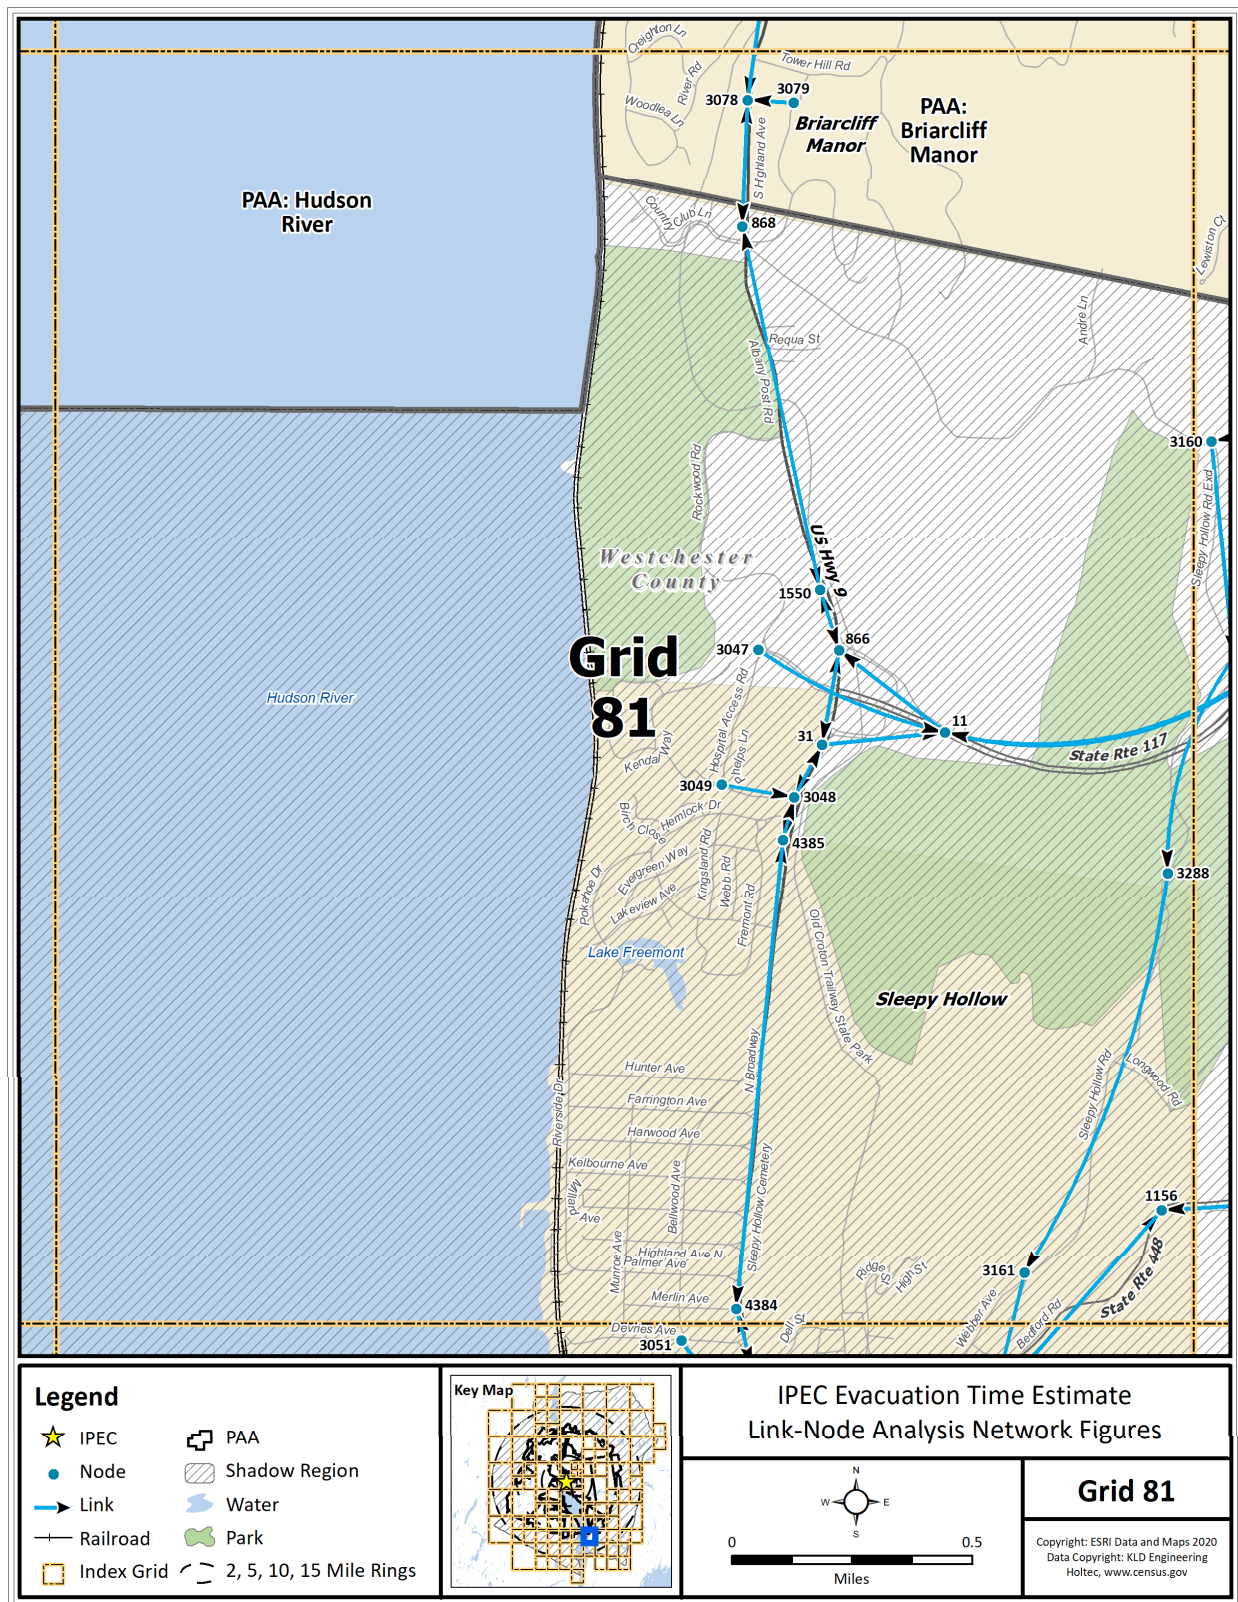 Creighton Ln
River Rd
Tower Hill Rd
3078
3079
Woodlea Ln
Briarcliff
Manor
PAA:
Briarcliff
Manor
S Highland Ave
PAA: Hudson
River
Country
Club Ln
868
Lewiston Ct
Andre Ln
Requa St
Albany Post Rd
3160
Rockwood Rd
Sleepy Hollow Rd Exd
US Hwy 9
Westchester
County
1550
866
3047
Grid
81
Hudson River
Hospital Access Rd
11
31
Phelps Ln
Kendal Way
State Rte 117
3049
3048
Birch Close
Hemlock Dr
4385
Evergreen Way
Kingsland Rd
Webb Rd
3288
Pokahoe Dr
Lakeview Ave
Fremont Rd
Old Croton Trailway State Park
Lake Freemont
Sleepy Hollow
N Broadway
Hunter Ave
Sleepy Hollow Rd
Longwood Rd
Riverside Dr
Farrington Ave
Harwood Ave
Kelbourne Ave
Millard
Ave
Bellwood Ave
Sleepy Hollow Cemetery
1156
Munroe Ave
Highland Ave N
Palmer Ave
Ridge St
High St
3161
State Rte 448
Merlin Ave
4384
Webber Ave
Bedford Rd
Devries Ave
Dell St
3051
Legend
IPEC
PAA
Node
Shadow Region
Link
Water
Railroad
Park
Index Grid
2, 5, 10, 15 Mile Rings
Key Map
IPEC Evacuation Time Estimate
Link-Node Analysis Network Figures
N
W
E
S
0
0.5
Miles
Grid 81
Copyright: ESRI Data and Maps 2020
Data Copyright: KLD Engineering
Holtec, www.census.gov